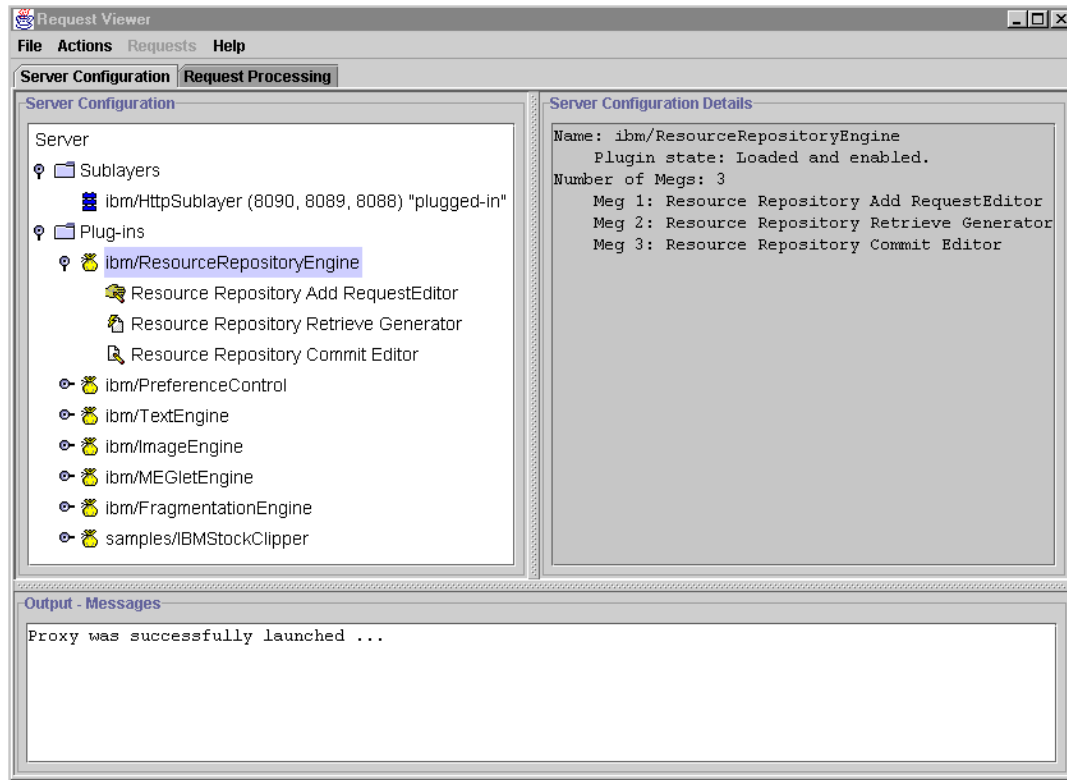 Request Viewer
File Actions Requests Help
Server Configuration Request Processing
Server Configuration
Server
Sublayers
ibm/HttpSublayer (8090, 8089, 8088) "plugged-in"
Plug-ins
ibm/ResourceRepositoryEngine
Resource Repository Add RequestEditor
Resource Repository Retrieve Generator
Resource Repository Commit Editor
ibm/PreferenceControl
ibm/TextEngine
ibm/ImageEngine
ibm/MEGletEngine
ibm/FragmentationEngine
samples/IBMStockClipper
Server Configuration Details
Name: ibm/ResourceRepositoryEngine
Plugin state: Loaded and enabled.
Number of Megs: 3
Meg 1: Resource Repository Add RequestEditor
Meg 2: Resource Repository Retrieve Generator
Meg 3: Resource Repository Commit Editor
Output - Messages
Proxy was successfully launched ...